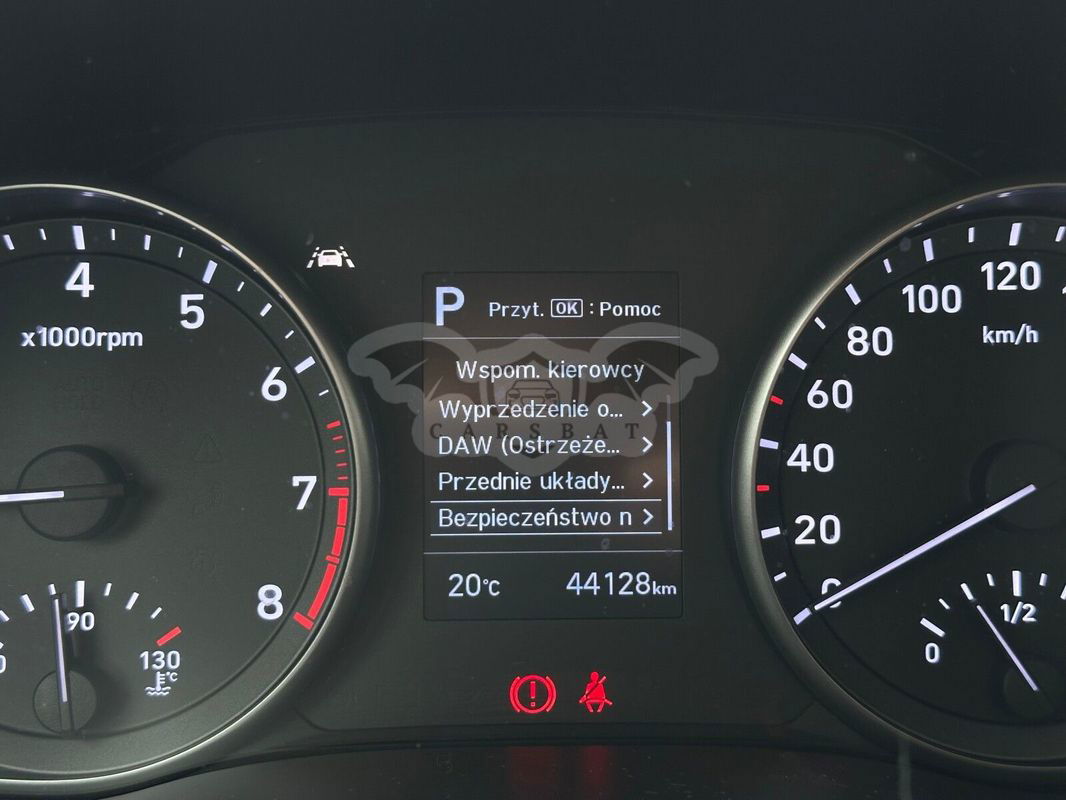 4
5
6
7
8
x1000rpm
90
130
°C
P Przyt. OK : Pomoc
Wspom. kierowcy
Wyprzedzenie o... >
CARSBAT
DAW (Ostrzeże... >
Przednie układy... >
Bezpieczeństwo n >
20°C 44128km
120
100
km/h
80
60
40
20
0
1/2
0